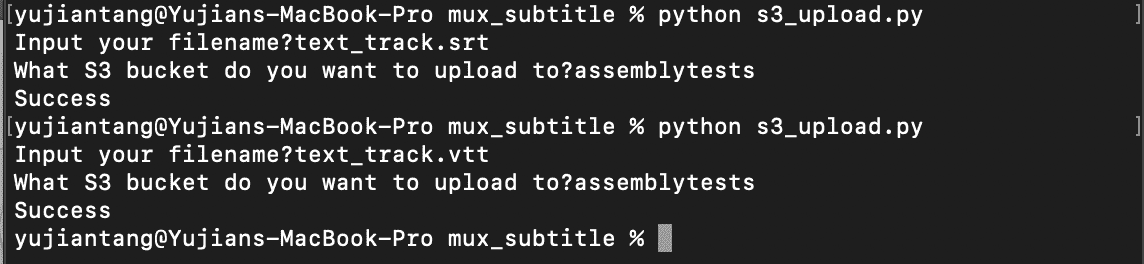 [yujiantang@Yujians-MacBook-Pro mux_subtitle % python s3_upload.py ]
Input your filename?text_track.srt
What S3 bucket do you want to upload to?assemblytests
Success
[yujiantang@Yujians-MacBook-Pro mux_subtitle % python s3_upload.py ]
Input your filename?text_track.vtt
What S3 bucket do you want to upload to?assemblytests
Success
yujiantang@Yujians-MacBook-Pro mux_subtitle %